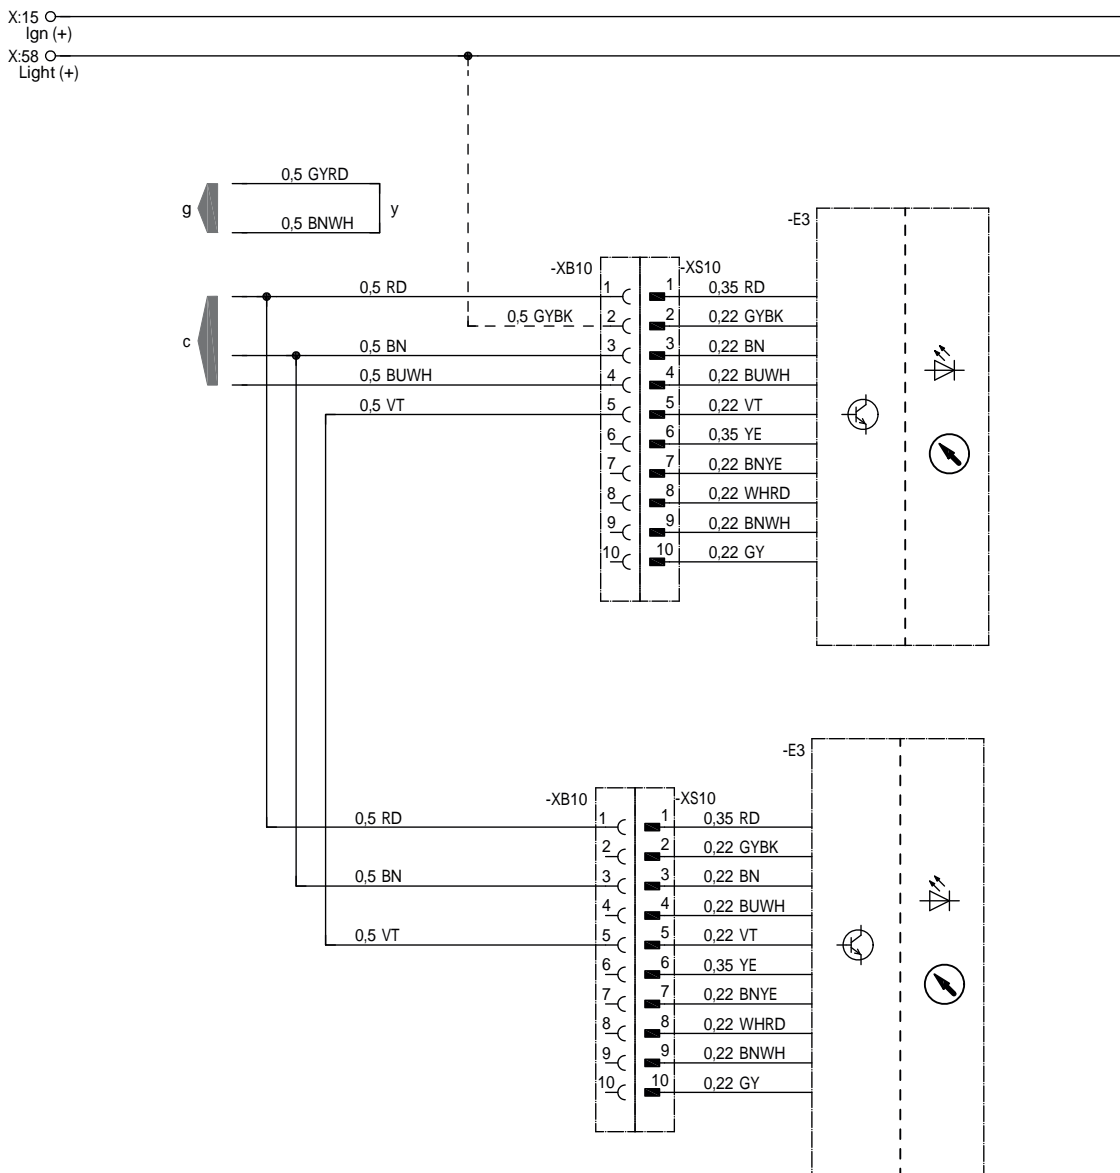 X:15
Ign (+)
X:58
Light (+)
0,5 GYRD
g
y
0,5 BNWH
-E3
-XB10
-XS10
1
0,5 RD
1
0,35 RD
0,5 GYBK
2
2
0,22 GYBK
c
0,5 BN
3
3
0,22 BN
0,5 BUWH
4
4
0,22 BUWH
0,5 VT
5
5
0,22 VT
6
6
0,35 YE
7
7
0,22 BNYE
8
8
0,22 WHRD
9
9
0,22 BNWH
10
10
0,22 GY
-E3
-XB10
-XS10
0,5 RD
1
1
0,35 RD
2
2
0,22 GYBK
0,5 BN
3
3
0,22 BN
4
4
0,22 BUWH
0,5 VT
5
5
0,22 VT
6
6
0,35 YE
7
7
0,22 BNYE
8
8
0,22 WHRD
9
9
0,22 BNWH
10
10
0,22 GY